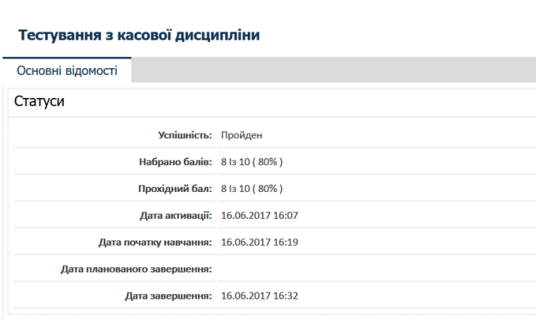 Тестування з касової дисципліни
Основні відомості
Статуси
Успішність: Пройден
Набрано балів: 8 Із 10 ( 80% )
Прохідний бал: 8 Із 10 ( 80% )
Дата активації: 16.06.2017 16:07
Дата початку навчання: 16.06.2017 16:19
Дата планованого завершення:
Дата завершення: 16.06.2017 16:32